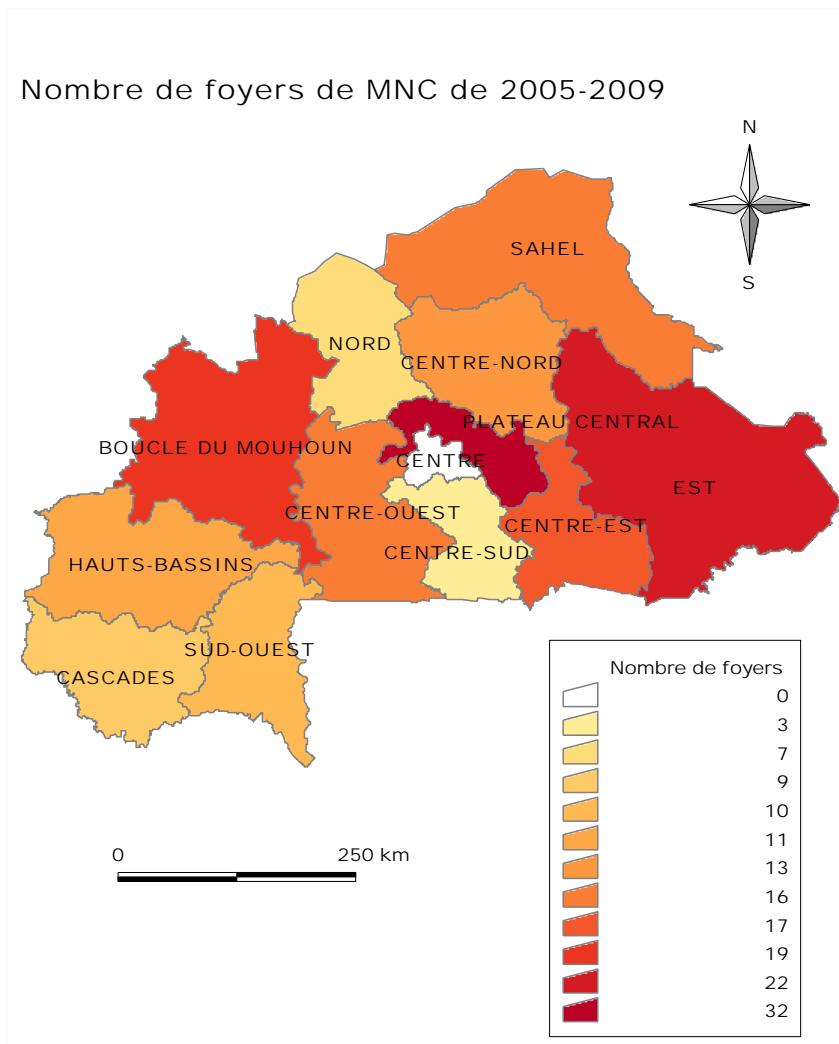 Nombre de foyers de MNC de 2005-2009
N
S
SAHEL
NORD
CENTRE-NORD
PLATEAU CENTRAL
BOUCLE DU MOUHOUN
CENTRE
EST
CENTRE-OUEST
CENTRE-EST
CENTRE-SUD
HAUTS-BASSINS
SUD-OUEST
CASCADES
Nombre de foyers
0
3
7
9
10
11
13
16
17
19
22
32
0 250 km